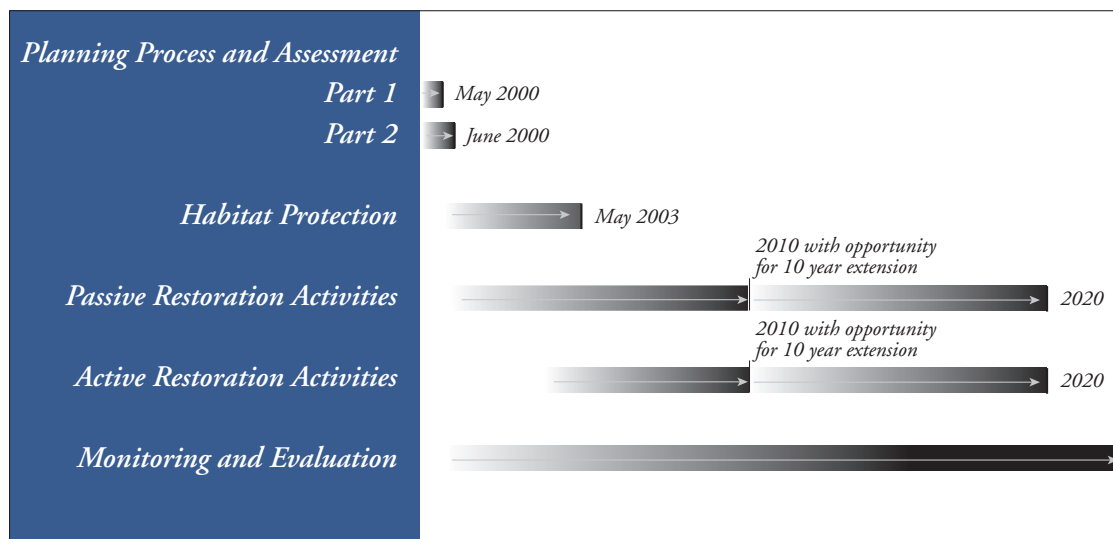 Planning Process and Assessment
Part 1
May 2000
Part 2
June 2000
Habitat Protection
May 2003
2010 with opportunity
for 10 year extension
Passive Restoration Activities
2020
2010 with opportunity
for 10 year extension
Active Restoration Activities
2020
Monitoring and Evaluation